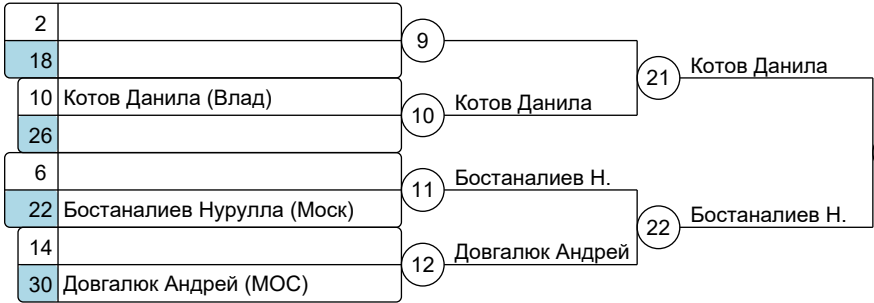 2
18
9
10 Котов Данила (Влад)
26
10
Котов Данила
21
Котов Данила
6
22 Бостаналиев Нурулла (Моск)
11
Бостаналиев Н.
14
30 Довгалюк Андрей (МОС)
12
Довгалюк Андрей
22
Бостаналиев Н.